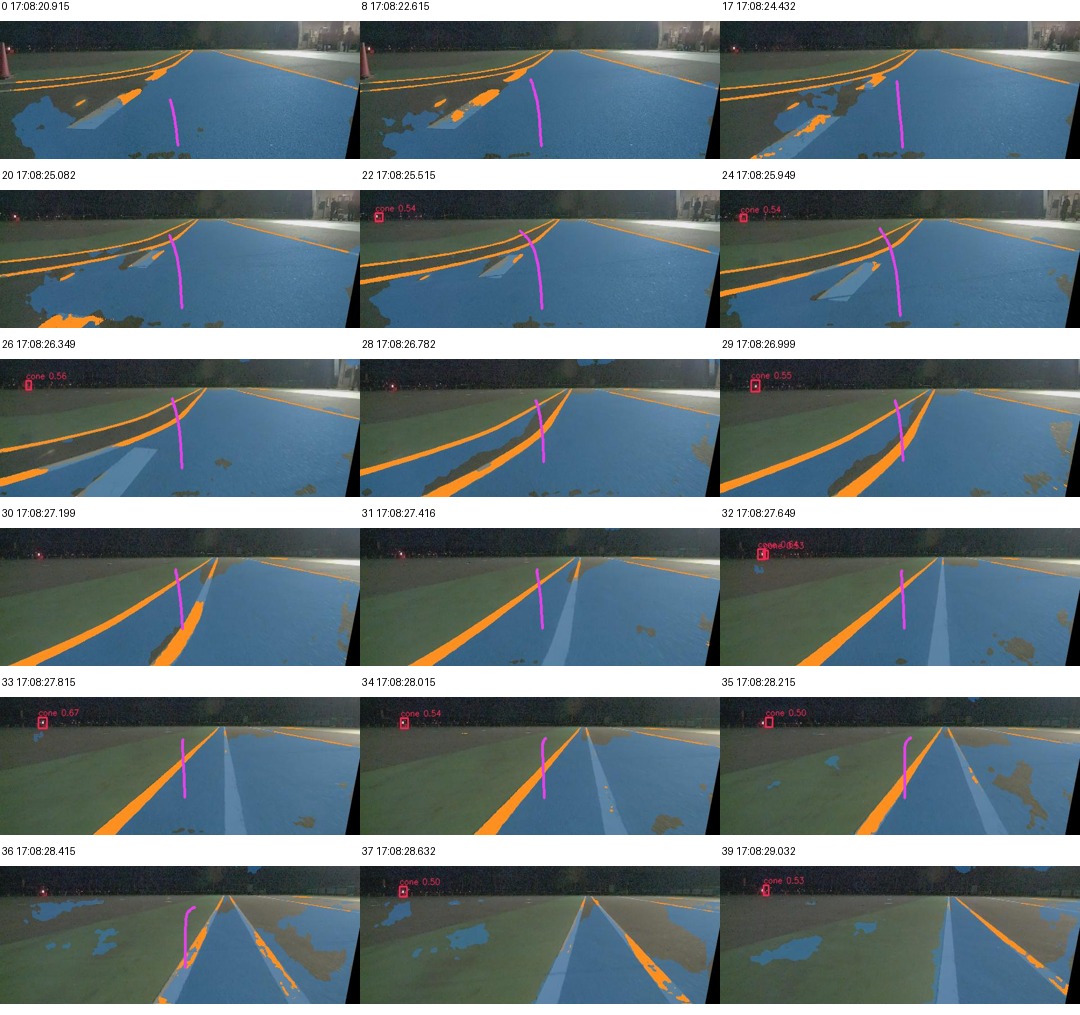 0 17:08:20.915
8 17:08:22.615
17 17:08:24.432
20 17:08:25.082
22 17:08:25.515
24 17:08:25.949
cone 0.54
cone 0.54
26 17:08:26.349
28 17:08:26.782
29 17:08:26.999
cone 0.56
cone 0.55
30 17:08:27.199
31 17:08:27.416
32 17:08:27.649
33 17:08:27.815
34 17:08:28.015
35 17:08:28.215
cone 0.67
cone 0.54
cone 0.50
36 17:08:28.415
37 17:08:28.632
39 17:08:29.032
cone 0.50
cone 0.53